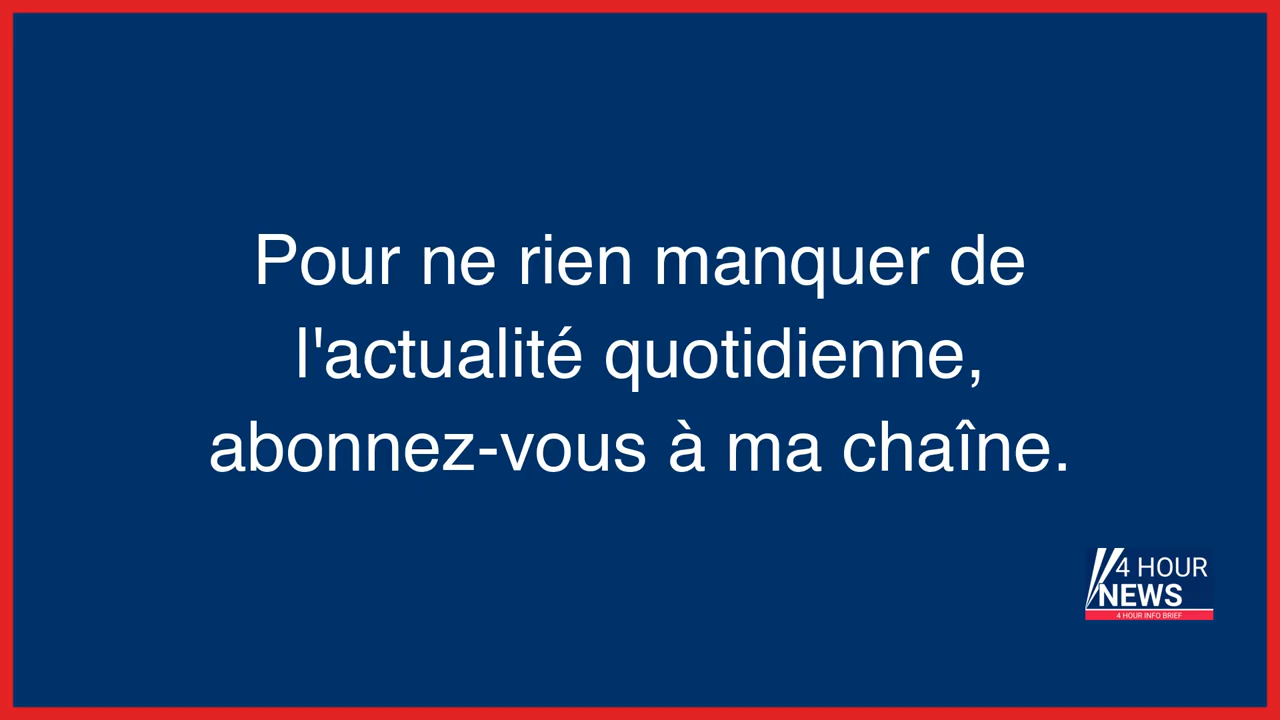 Pour ne rien manquer de
l'actualité quotidienne,
abonnez-vous à ma chaîne.
4 HOUR
NEWS
4 HOUR INFO BRIEF